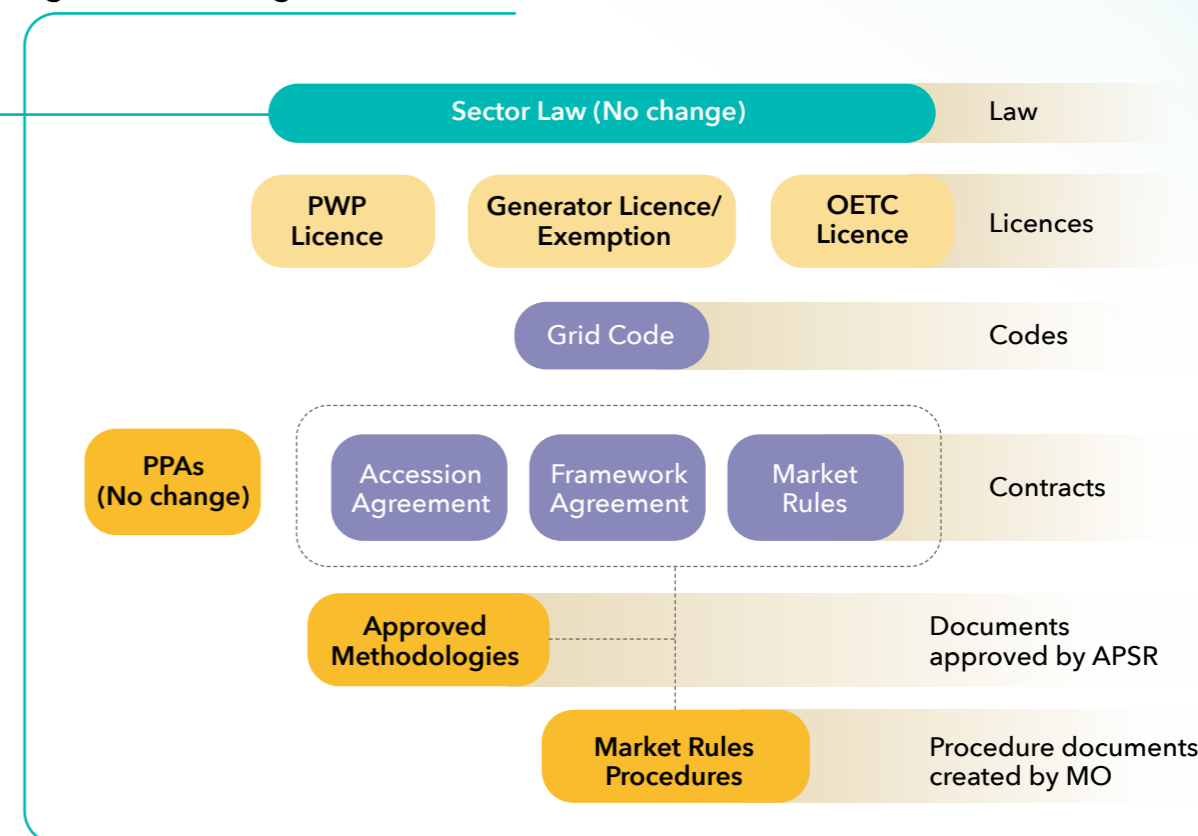 Sector Law (No change)
Law
PWP
Licence
Generator Licence/
Exemption
OETC
Licence
Licences
Grid Code
Codes
PPAs
(No change)
Accession
Agreement
Framework
Agreement
Market
Rules
Contracts
Approved
Methodologies
Documents
approved by APSR
Market Rules
Procedures
Procedure documents
created by MO